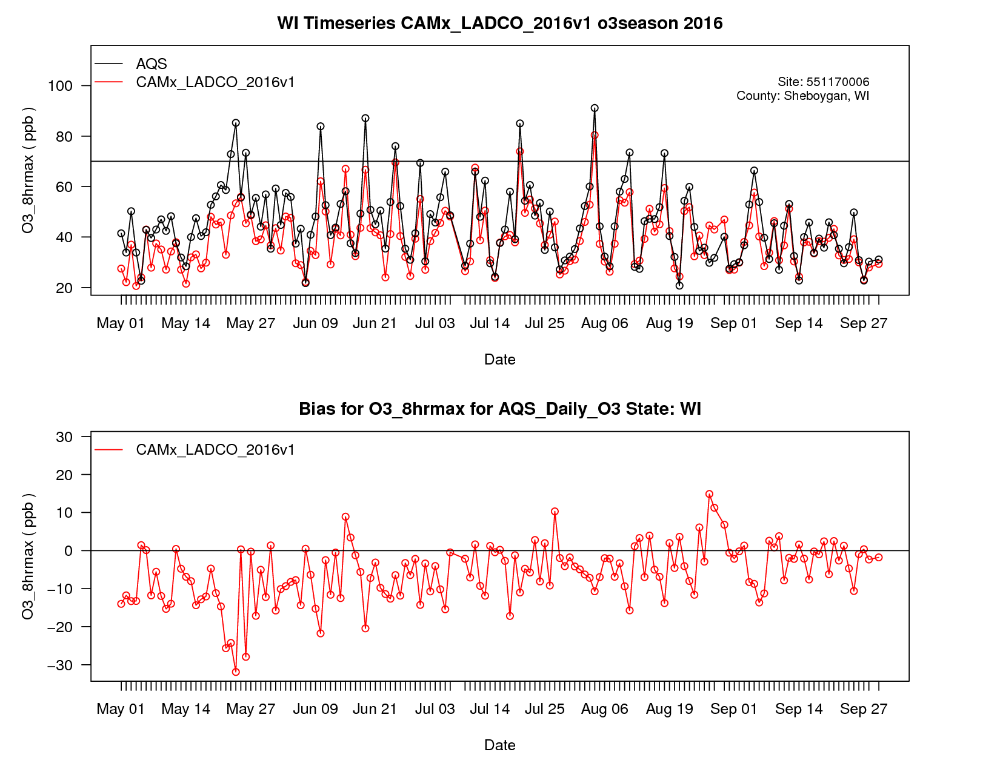 WI Timeseries CAMx_LADCO_2016v1 o3season 2016
AQS
CAMx_LADCO_2016v1
Site: 551170006
County: Sheboygan, WI
O3_8hrmax ( ppb )
100
80
60
40
20
May 01 May 14 May 27 Jun 09 Jun 21 Jul 03 Jul 14 Jul 25 Aug 06 Aug 19 Sep 01 Sep 14 Sep 27
Date
Bias for O3_8hrmax for AQS_Daily_O3 State: WI
CAMx_LADCO_2016v1
O3_8hrmax ( ppb )
30
20
10
0
−10
−20
−30
May 01 May 14 May 27 Jun 09 Jun 21 Jul 03 Jul 14 Jul 25 Aug 06 Aug 19 Sep 01 Sep 14 Sep 27
Date